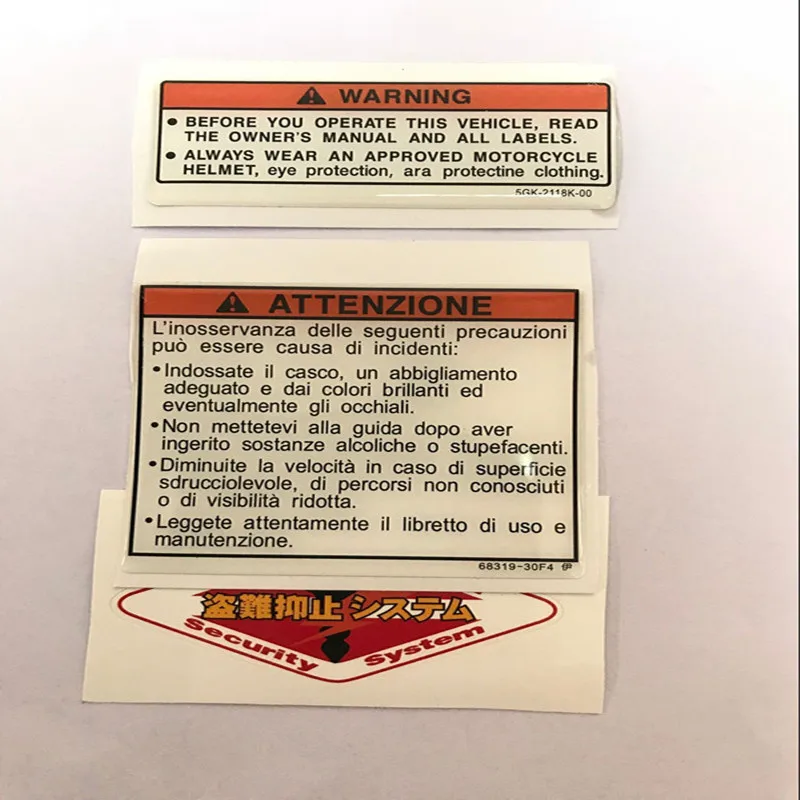 WARNING
• BEFORE YOU OPERATE THIS VEHICLE, READ
THE OWNER'S MANUAL AND ALL LABELS.
• ALWAYS WEAR AN APPROVED MOTORCYCLE
HELMET, eye protection, ara protectine clothing.
5GK-2118K-00
ATTENZIONE
L'inosservanza delle seguenti precauzioni
può essere causa di incidenti:
•Indossate il casco, un abbigliamento
adeguato e dai colori brillanti ed
eventualmente gli occhiali.
•Non mettetevi alla guida dopo aver
ingerito sostanze alcoliche o stupefacenti.
•Diminuite la velocità in caso di superficie
sdrucciolevole, di percorsi non conosciuti
o di visibilità ridotta.
•Leggete attentamente il libretto di uso e
manutenzione.
68319-30F4 伊
盗難抑止システム
Security System